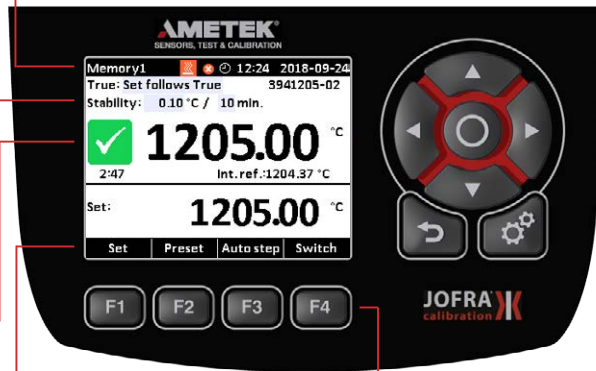 AMETEK®
SENSORS, TEST & CALIBRATION
Memory1 12:24 2018-09-24
True: Set follows True 3941205-02
Stability: 0.10 °C / 10 min.
1205.00 °C
2:47 Int.ref.:1204.37 °C
Set: 1205.00 °C
Set Preset Auto step Switch
F1 F2 F3 F4
JOFRA®
calibration